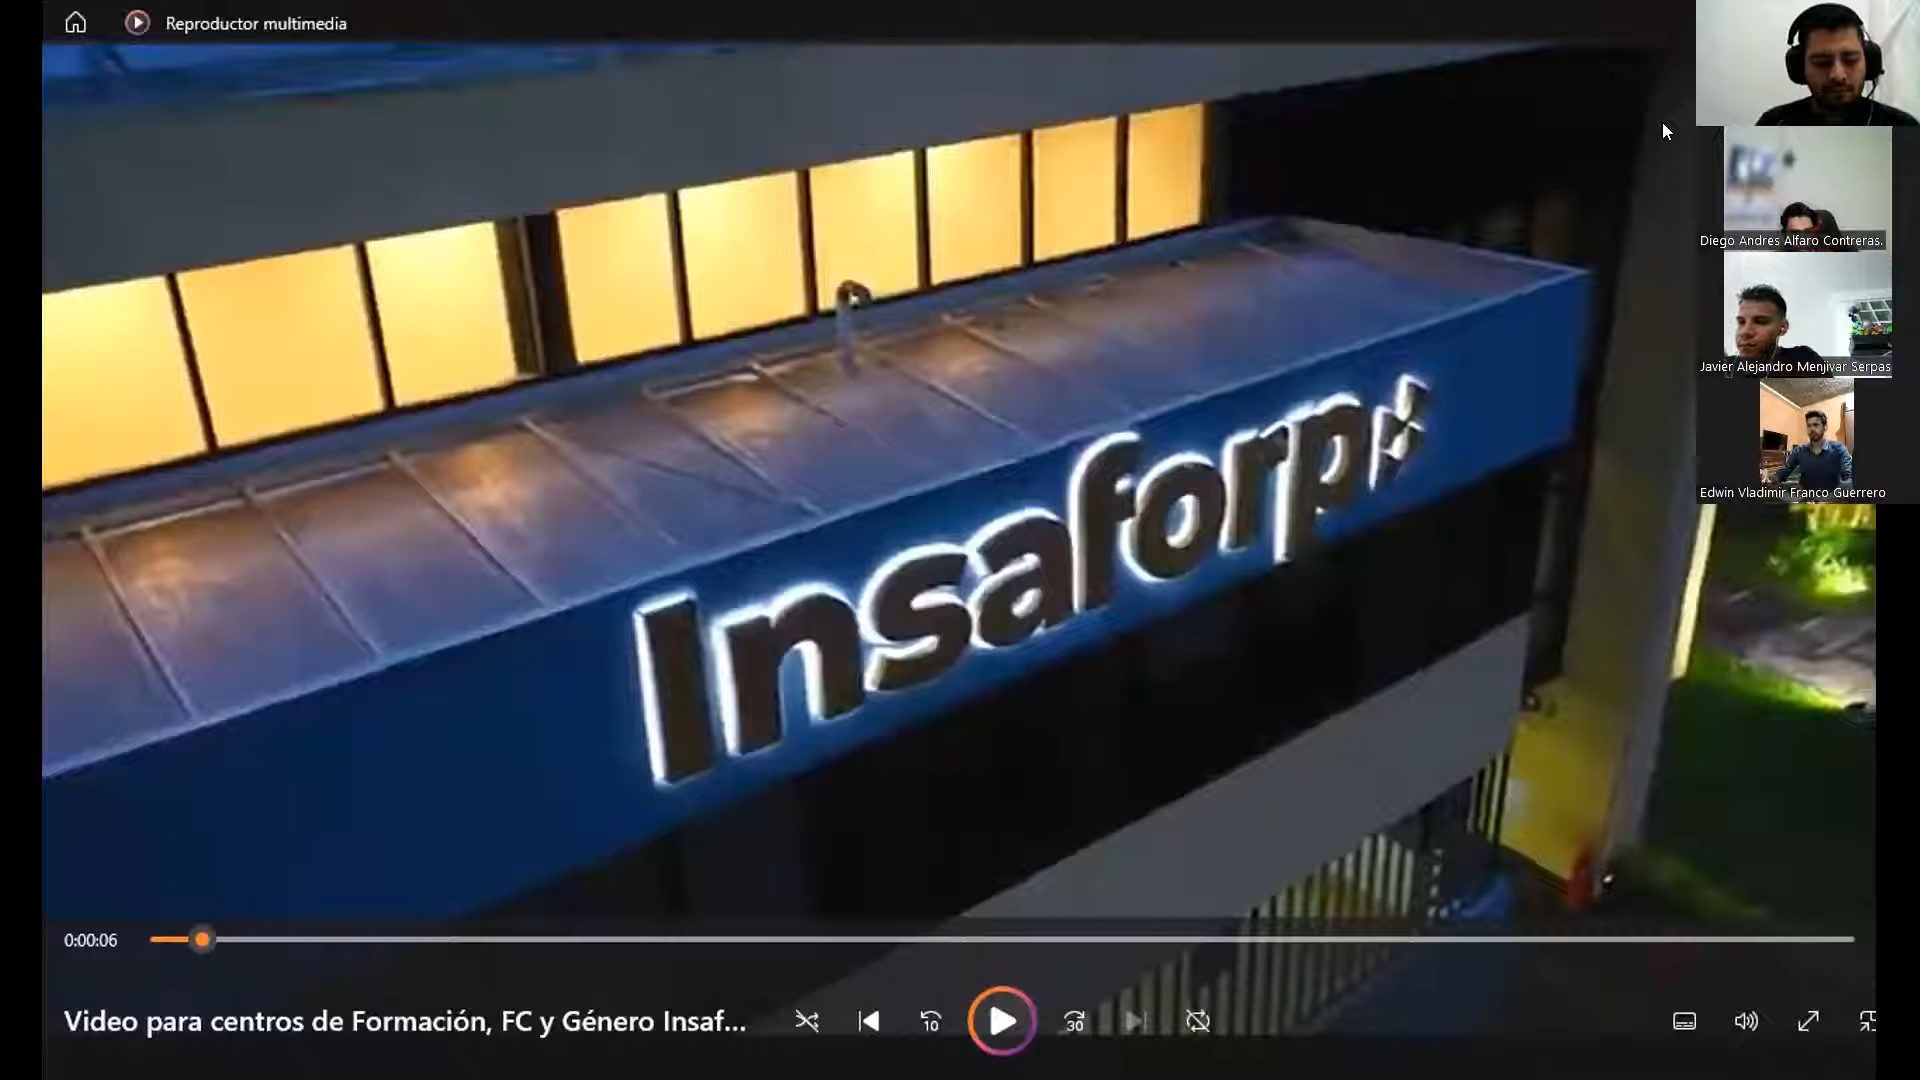 Reproductor multimedia
Diego Andres Alfaro Contreras.
Javier Alejandro Menjivar Serpas
Edwin Vladimir Franco Guerrero
Insaforp
0:00:06
Video para centros de Formación, FC y Género Insaf...
10
30